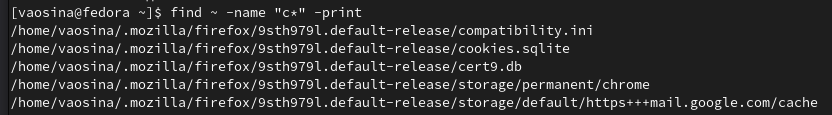 [vaosina@fedora ~]$ find ~ -name "c*" -print
/home/vaosina/.mozilla/firefox/9sth979l.default-release/compatibility.ini
/home/vaosina/.mozilla/firefox/9sth979l.default-release/cookies.sqlite
/home/vaosina/.mozilla/firefox/9sth979l.default-release/cert9.db
/home/vaosina/.mozilla/firefox/9sth979l.default-release/storage/permanent/chrome
/home/vaosina/.mozilla/firefox/9sth979l.default-release/storage/default/https+++mail.google.com/cache